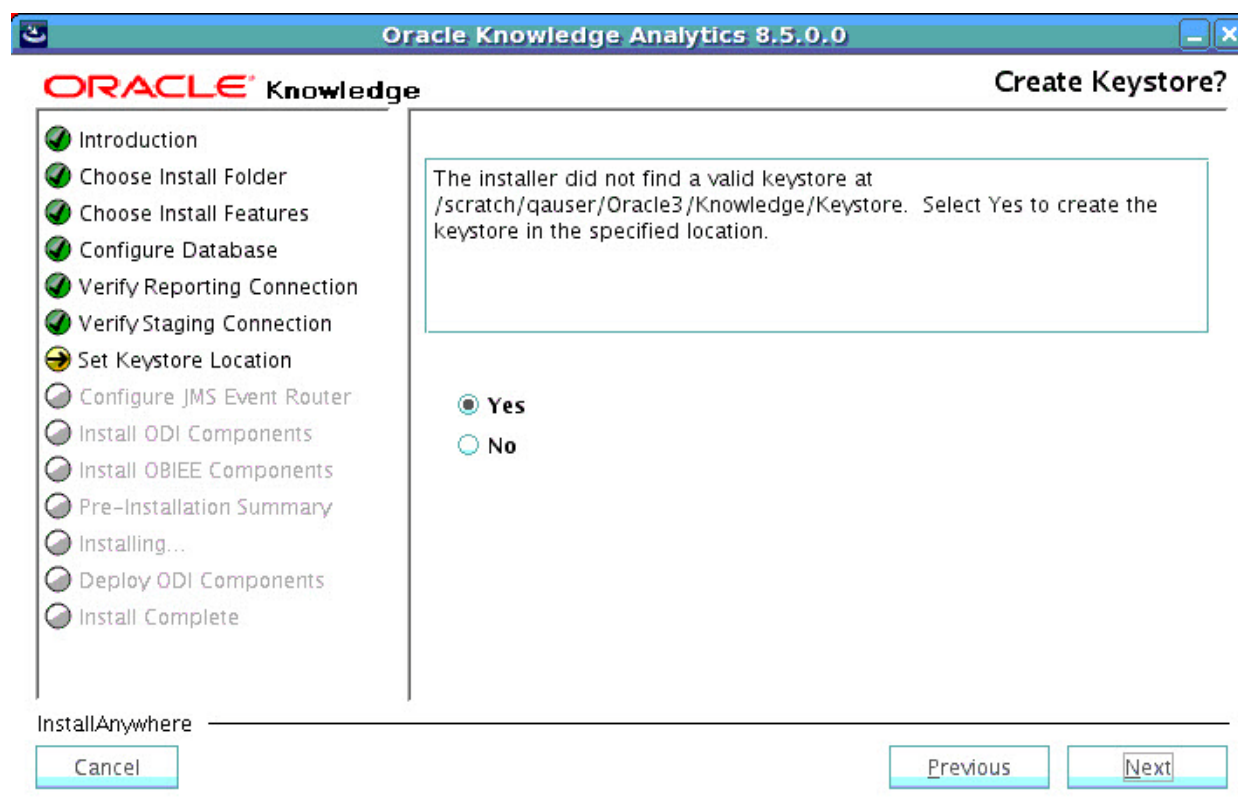 Oracle Knowledge Analytics 8.5.0.0
ORACLE Knowledge
Create Keystore?
Introduction
Choose Install Folder
Choose Install Features
Configure Database
Verify Reporting Connection
Verify Staging Connection
Set Keystore Location
Configure JMS Event Router
Install ODI Components
Install OBIEE Components
Pre-Installation Summary
Installing...
Deploy ODI Components
Install Complete
The installer did not find a valid keystore at
/scratch/qauser/Oracle3/Knowledge/Keystore. Select Yes to create the
keystore in the specified location.
Yes
No
InstallAnywhere
Cancel
Previous
Next